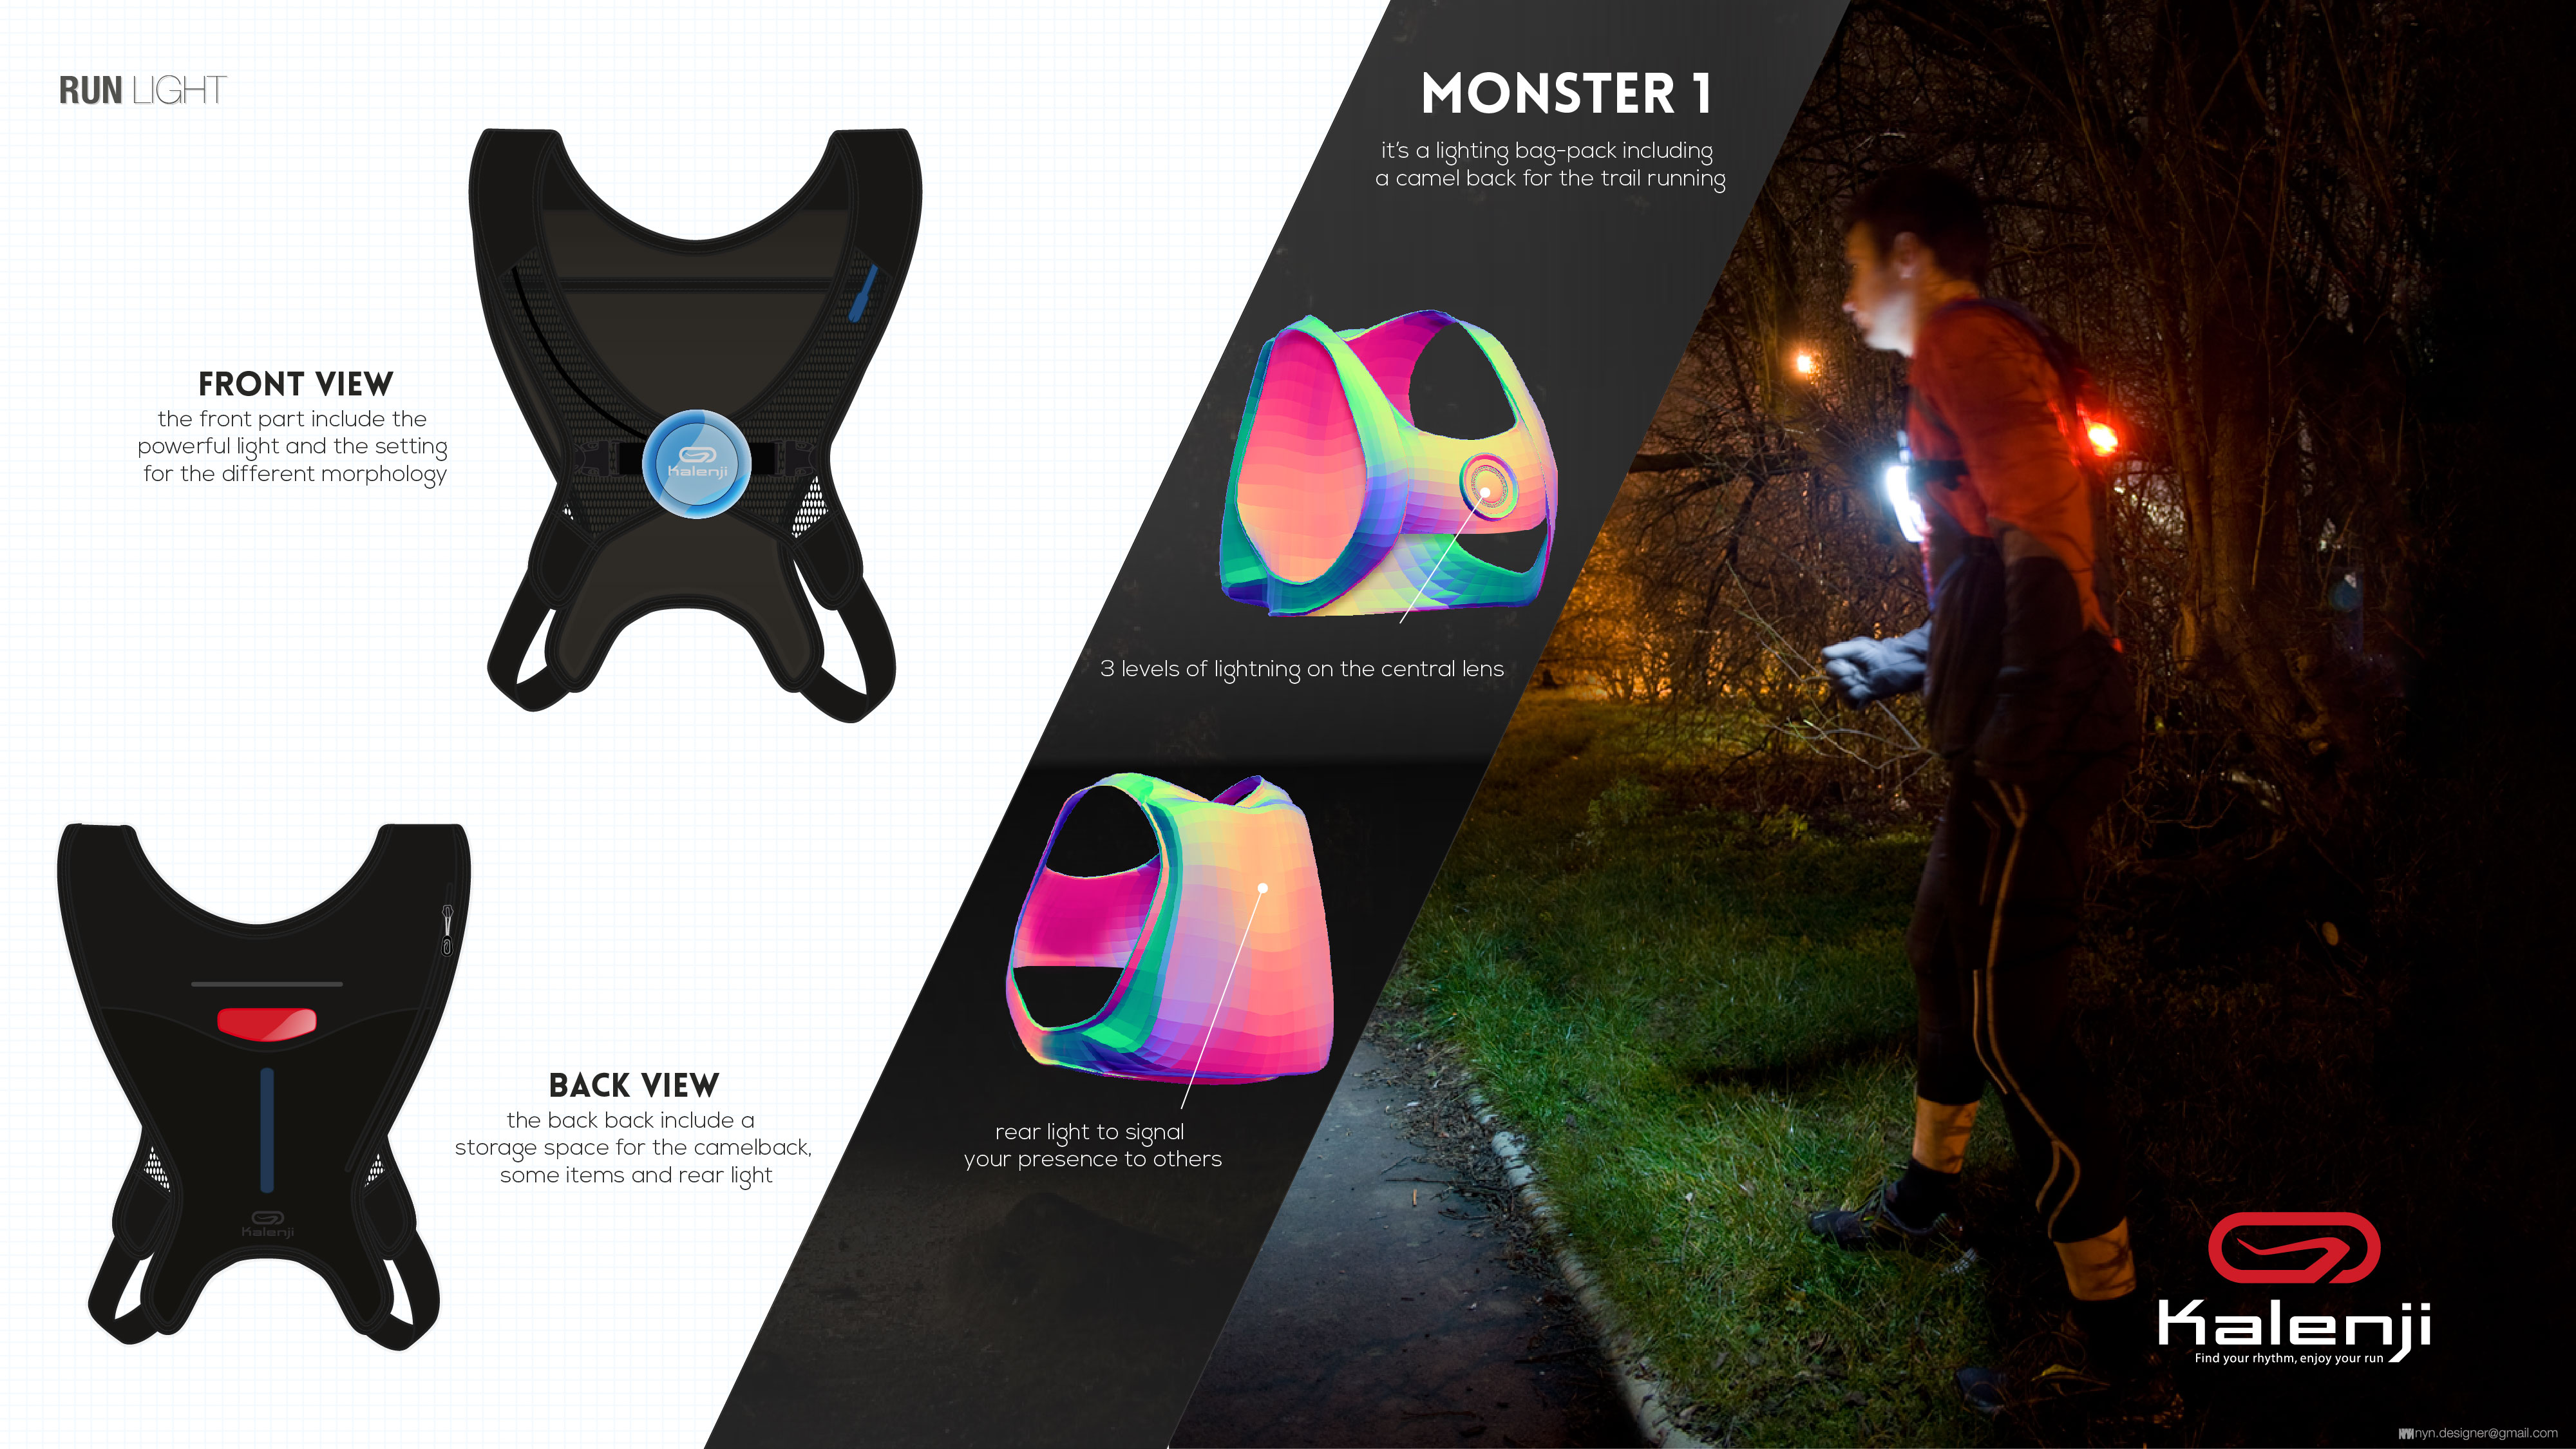 RUN LIGHT
FRONT VIEW
the front part include the
powerful light and the setting
for the different morphology
Kalenji
BACK VIEW
the back back include a
storage space for the camelback,
some items and rear light
Kalenji
MONSTER 1
it's a lighting bag-pack including
a camel back for the trail running
3 levels of lightning on the central lens
rear light to signal
your presence to others
Kalenji
Find your rhythm, enjoy your run
nyn.designer@gmail.com